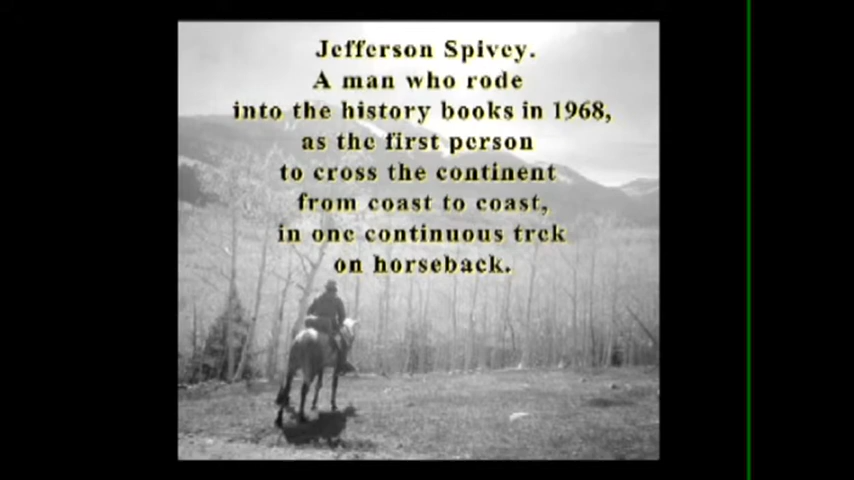 Jefferson Spivey.
A man who rode
into the history books in 1968,
as the first person
to cross the continent
from coast to coast,
in one continuous trek
on horseback.